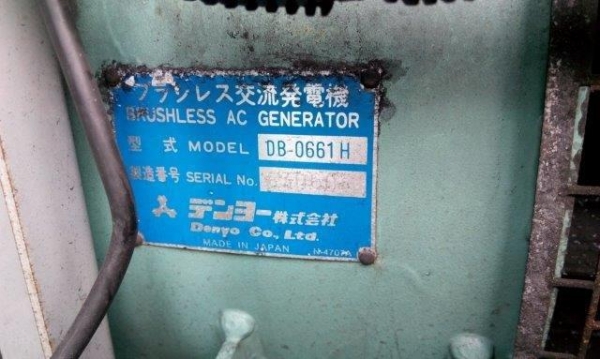 ブラシレス交流発電機
BRUSHLESS AC GENERATOR
型式 MODEL DB-0661H
製造番号 SERIAL No.
デンヨー株式会社
Denyo Co., Ltd.
MADE IN JAPAN